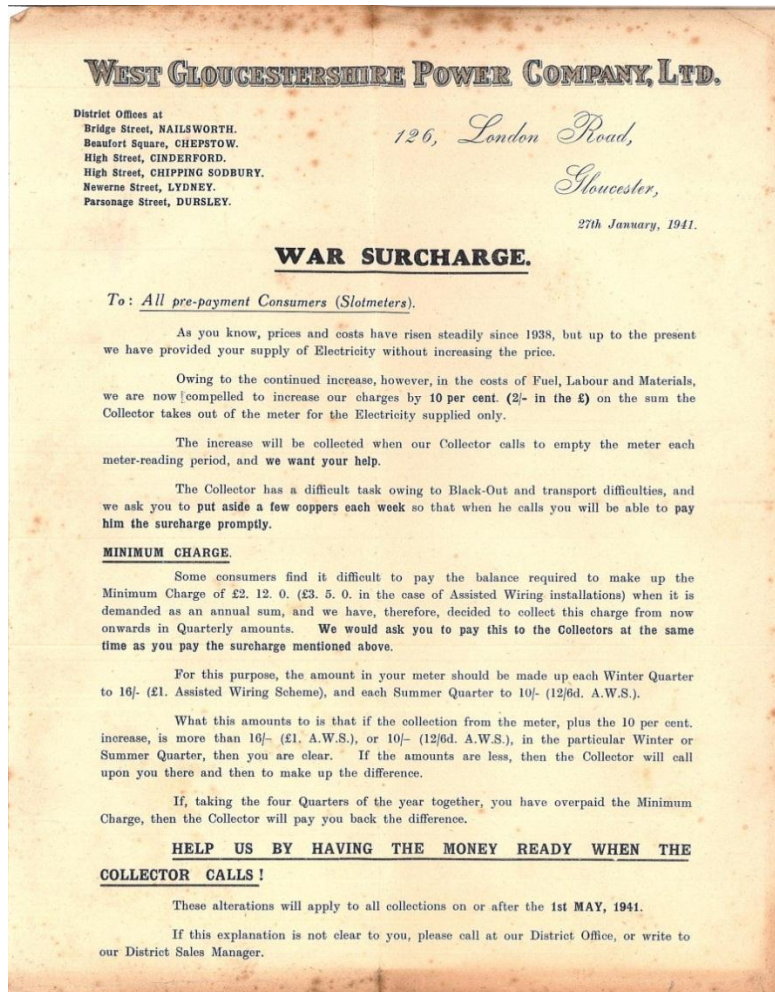 WEST GLOUCESTERSHIRE POWER COMPANY, LTD.
District Offices at
Bridge Street, NAILSWORTH.
Beaufort Square, CHEPSTOW.
High Street, CINDERFORD.
High Street, CHIPPING SODBURY.
Newerne Street, LYDNEY.
Parsonage Street, DURSLEY.
126, London Road,
Gloucester,
27th January, 1941.
WAR SURCHARGE.
To: All pre-payment Consumers (Slotmeters).
As you know, prices and costs have risen steadily since 1938, but up to the present
we have provided your supply of Electricity without increasing the price.
Owing to the continued increase, however, in the costs of Fuel, Labour and Materials,
we are now compelled to increase our charges by 10 per cent. (2/- in the £) on the sum the
Collector takes out of the meter for the Electricity supplied only.
The increase will be collected when our Collector calls to empty the meter each
meter-reading period, and we want your help.
The Collector has a difficult task owing to Black-Out and transport difficulties, and
we ask you to put aside a few coppers each week so that when he calls you will be able to pay
him the surcharge promptly.
MINIMUM CHARGE.
Some consumers find it difficult to pay the balance required to make up the
Minimum Charge of £2. 12. 0. (£3. 5. 0. in the case of Assisted Wiring installations) when it is
demanded as an annual sum, and we have, therefore, decided to collect this charge from now
onwards in Quarterly amounts. We would ask you to pay this to the Collectors at the same
time as you pay the surcharge mentioned above.
For this purpose, the amount in your meter should be made up each Winter Quarter
to 16/- (£1. Assisted Wiring Scheme), and each Summer Quarter to 10/- (12/6d. A.W.S.).
What this amounts to is that if the collection from the meter, plus the 10 per cent.
increase, is more than 16/- (£1. A.W.S.), or 10/- (12/6d. A.W.S.), in the particular Winter or
Summer Quarter, then you are clear. If the amounts are less, then the Collector will call
upon you there and then to make up the difference.
If, taking the four Quarters of the year together, you have overpaid the Minimum
Charge, then the Collector will pay you back the difference.
HELP US BY HAVING THE MONEY READY WHEN THE
COLLECTOR CALLS!
These alterations will apply to all collections on or after the 1st MAY, 1941.
If this explanation is not clear to you, please call at our District Office, or write to
our District Sales Manager.